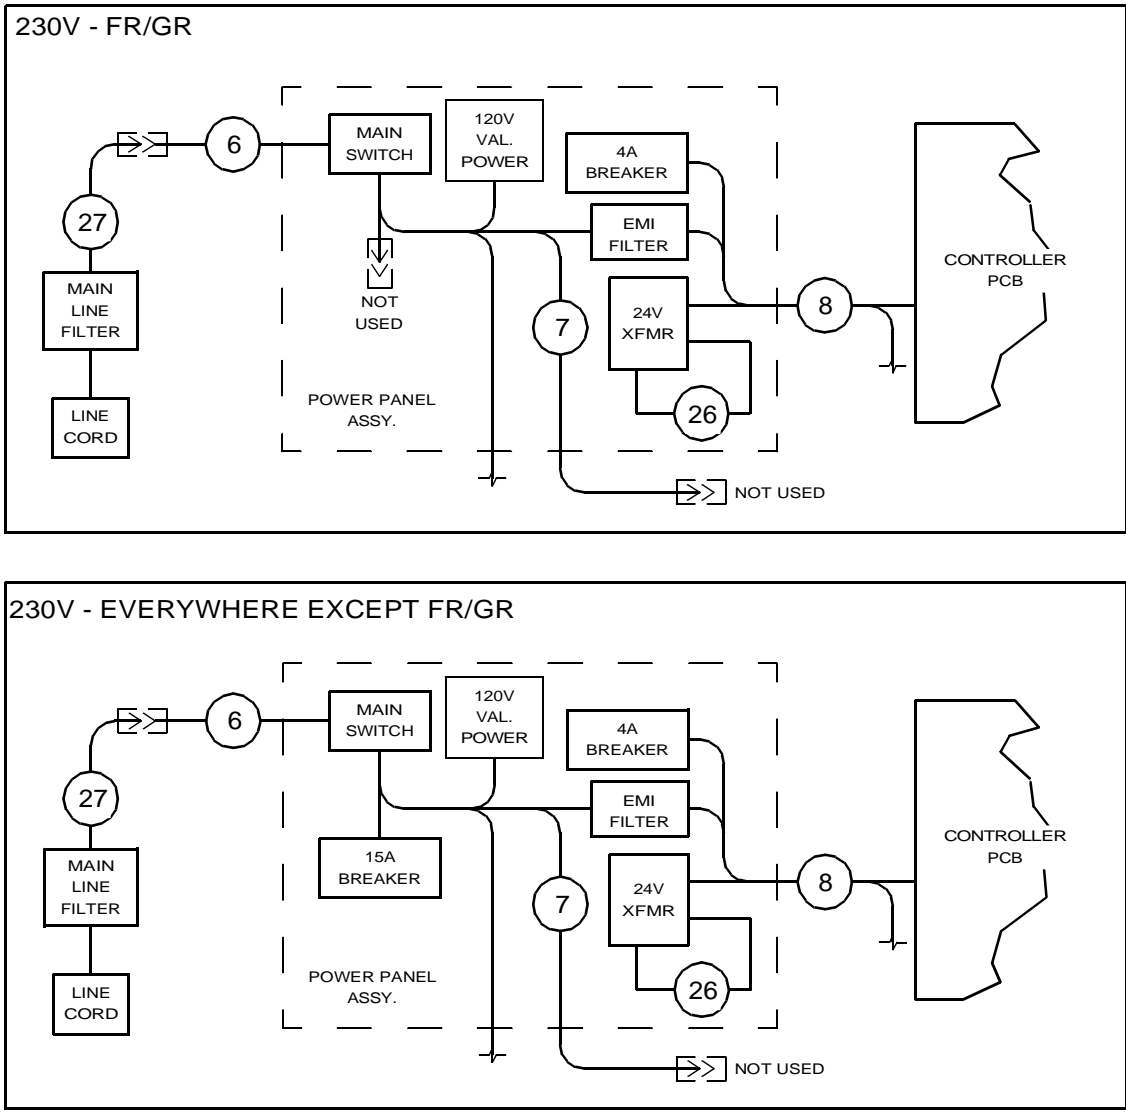 230V - FR/GR
6
MAIN
SWITCH
120V
VAL.
POWER
4A
BREAKER
27
EMI
FILTER
CONTROLLER
PCB
MAIN
LINE
FILTER
NOT
USED
7
24V
XFMR
8
POWER PANEL
ASSY.
26
LINE
CORD
NOT USED
230V - EVERYWHERE EXCEPT FR/GR
6
MAIN
SWITCH
120V
VAL.
POWER
4A
BREAKER
27
EMI
FILTER
CONTROLLER
PCB
MAIN
LINE
FILTER
15A
BREAKER
7
24V
XFMR
8
POWER PANEL
ASSY.
26
LINE
CORD
NOT USED